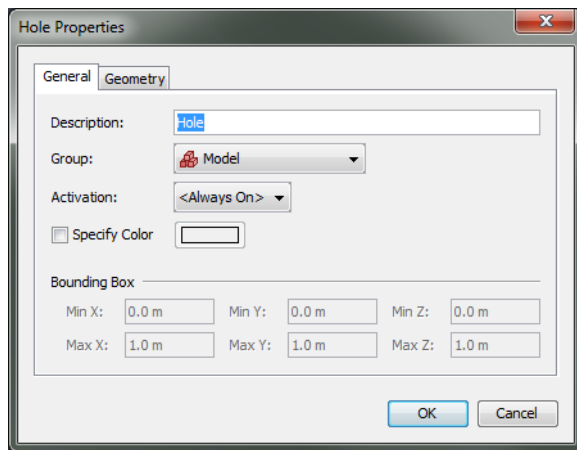 Hole Properties
General Geometry
Description: Hole
Group: Model
Activation: <Always On>
Specify Color
Bounding Box
Min X: 0.0 m Min Y: 0.0 m Min Z: 0.0 m
Max X: 1.0 m Max Y: 1.0 m Max Z: 1.0 m
OK Cancel